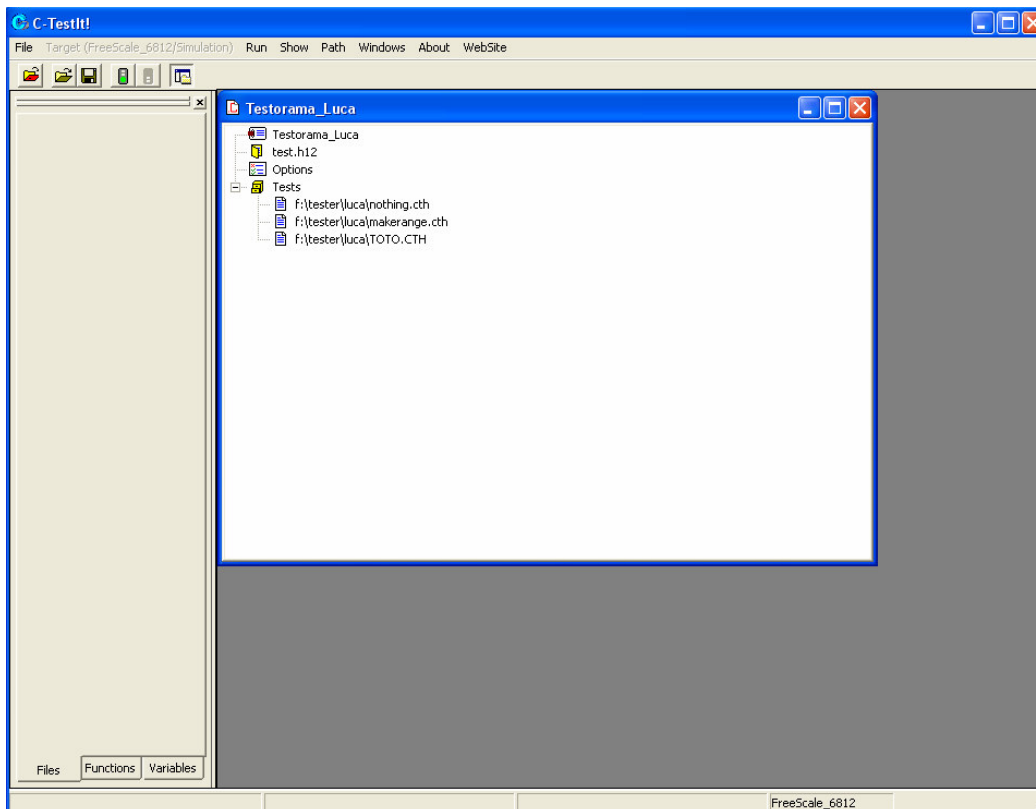 C-TestIt!
File Target (FreeScale_6812/Simulation) Run Show Path Windows About WebSite
Testorama_Luca
Testorama_Luca
test.h12
Options
Tests
f:\tester\luca\nothing.cth
f:\tester\luca\makerange.cth
f:\tester\luca\TOTO.CTH
Files Functions Variables
FreeScale_6812